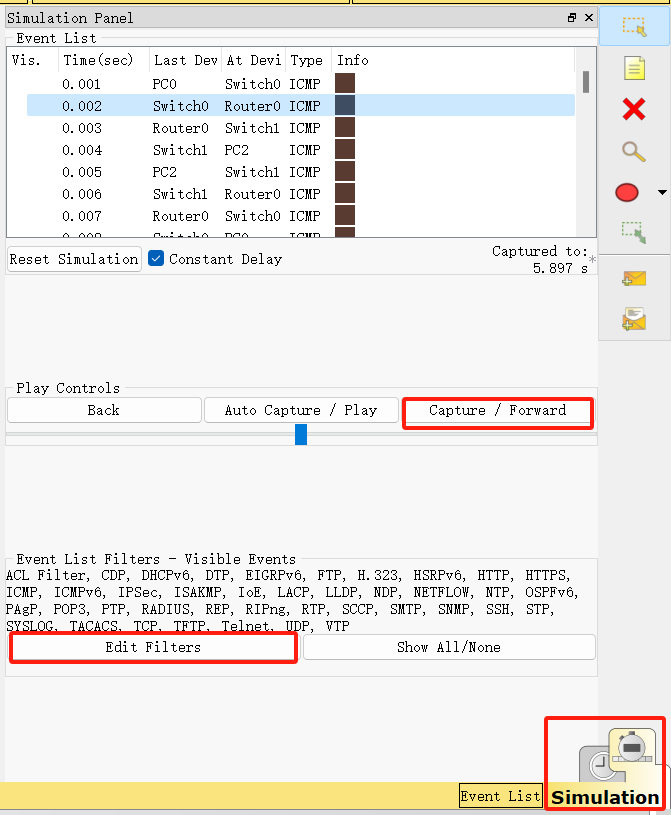 Simulation Panel
Event List
Vis. Time(sec) Last Dev At Devi Type Info
0.001 PC0 Switch0 ICMP
0.002 Switch0 Router0 ICMP
0.003 Router0 Switch1 ICMP
0.004 Switch1 PC2 ICMP
0.005 PC2 Switch1 ICMP
0.006 Switch1 Router0 ICMP
0.007 Router0 Switch0 ICMP
Reset Simulation Constant Delay
Captured to:
5.897 s
*
Play Controls
Back Auto Capture / Play Capture / Forward
Event List Filters - Visible Events
ACL Filter, CDP, DHCPv6, DTP, EIGRPv6, FTP, H.323, HSRPv6, HTTP, HTTPS,
ICMP, ICMPv6, IPSec, ISAKMP, IoE, LACP, LLDP, NDP, NETFLOW, NTP, OSPFv6,
PAgP, POP3, PTP, RADIUS, REP, RIPng, RTP, SCCP, SMTP, SNMP, SSH, STP,
SYSLOG, TACACS, TCP, TFTP, Telnet, UDP, VTP
Edit Filters Show All/None
Event List Simulation